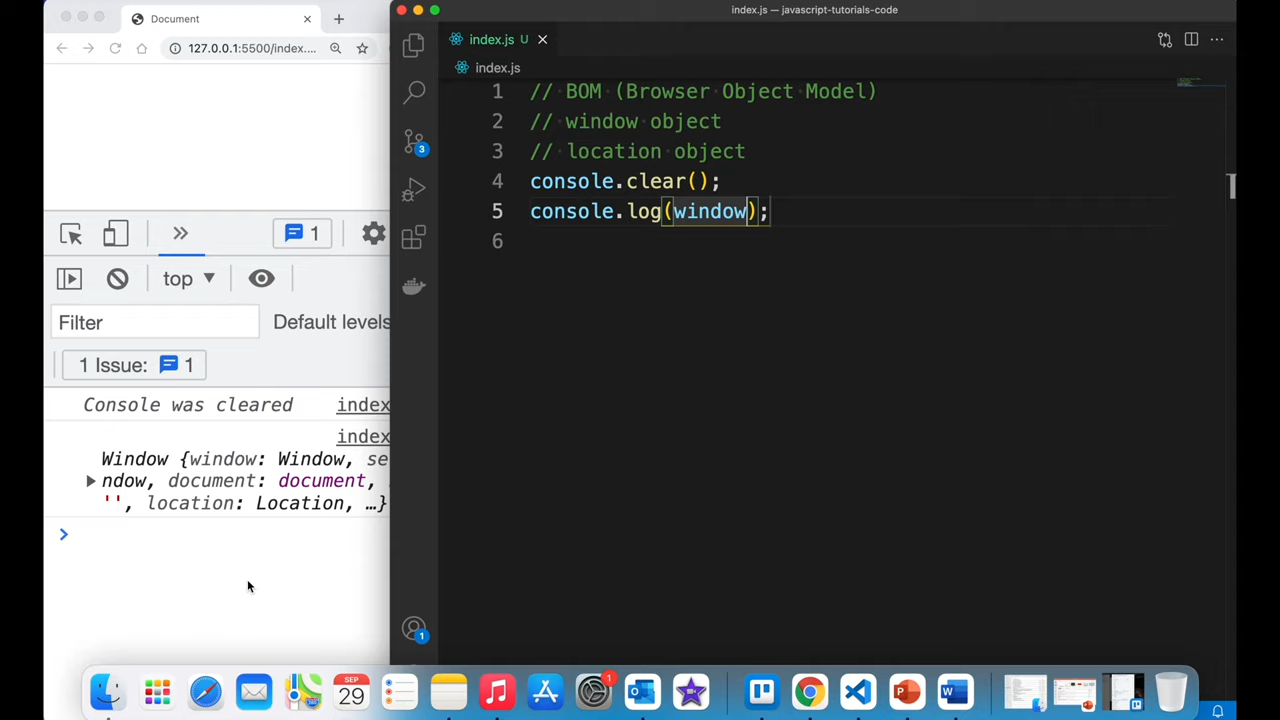 Document
127.0.0.1:5500/index....
1
top
Filter
Default levels
1 Issue: 1
Console was cleared index
index
Window {window: Window, se
ndow, document: document,
'', location: Location, …}
index.js — javascript-tutorials-code
index.js U
index.js
1 // BOM (Browser Object Model)
2 // window object
3 // location object
4 console.clear();
5 console.log(window);
6
3
1
SEP
29
1